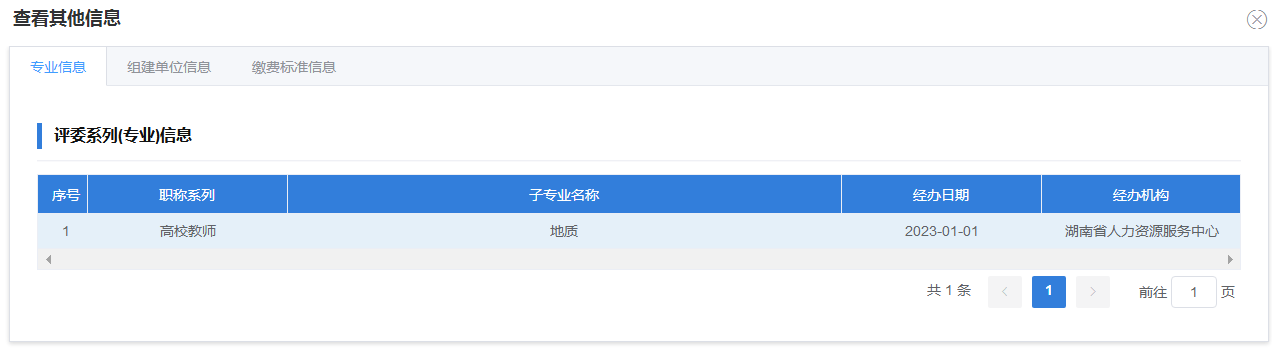 查看其他信息
专业信息 组建单位信息 缴费标准信息
评委系列(专业)信息
序号 职称系列 子专业名称 经办日期 经办机构
1 高校教师 地质 2023-01-01 湖南省人力资源服务中心
共 1 条 1 前往 1 页